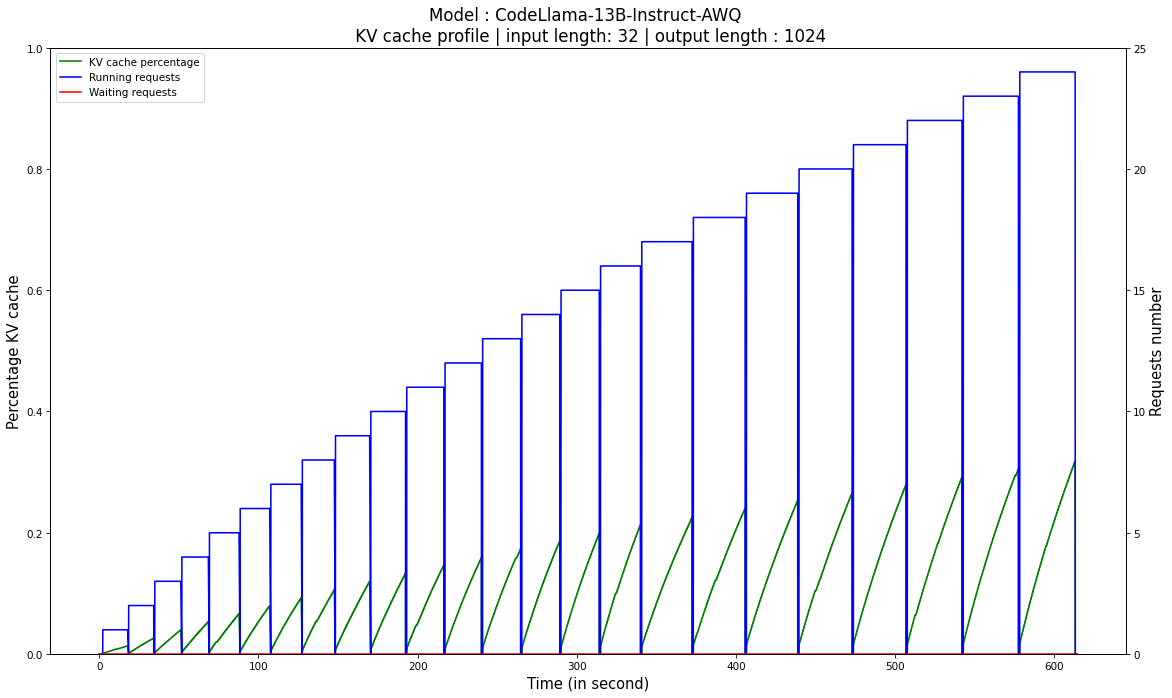 Model : CodeLlama-13B-Instruct-AWQ
KV cache profile | input length: 32 | output length : 1024
KV cache percentage
Running requests
Waiting requests
Percentage KV cache
1.0
0.8
0.6
0.4
0.2
0.0
25
20
15
10
5
0
Requests number
0 100 200 300 400 500 600
Time (in second)